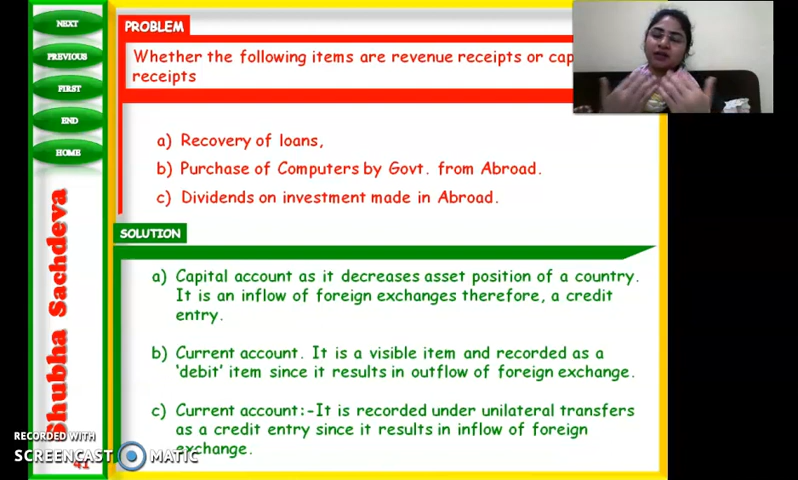 NEXT
PREVIOUS
FIRST
END
HOME
Shubha Sachdeva
PROBLEM
Whether the following items are revenue receipts or
receipts
a) Recovery of loans,
b) Purchase of Computers by Govt. from Abroad.
c) Dividends on investment made in Abroad.
SOLUTION
a) Capital account as it decreases asset position of a country.
It is an inflow of foreign exchanges therefore, a credit
entry.
b) Current account. It is a visible item and recorded as a
'debit' item since it results in outflow of foreign exchange.
c) Current account:-It is recorded under unilateral transfers
as a credit entry since it results in inflow of foreign
exchange.
RECORDED WITH
SCREENCAST MATIC
41